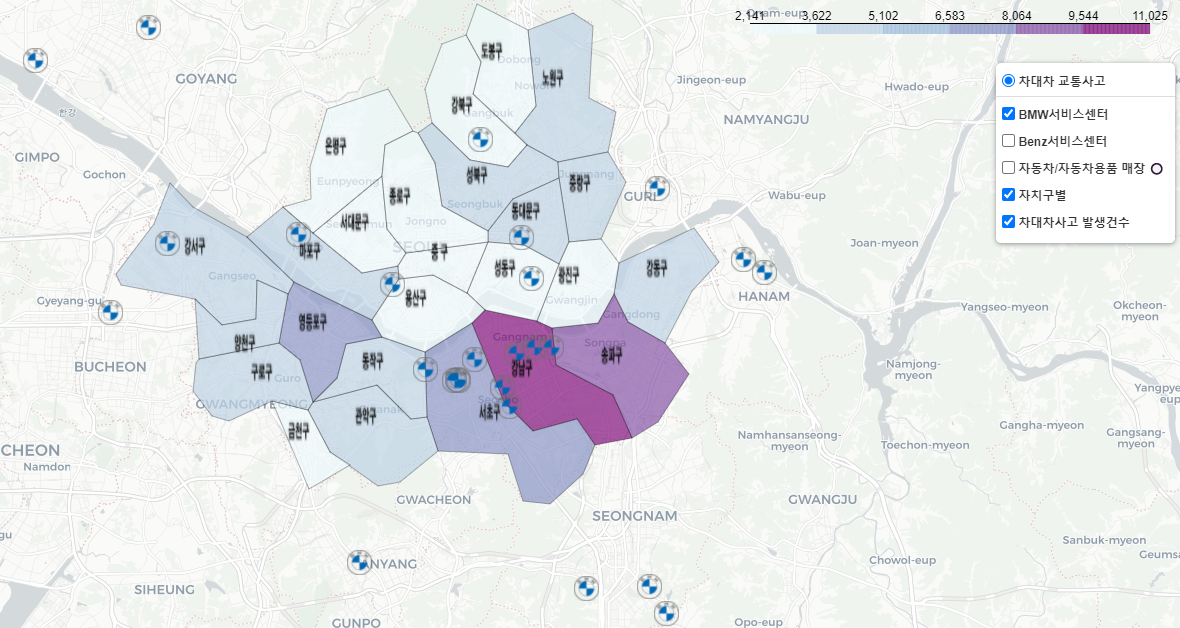 2,141 3,622 5,102 6,583 8,064 9,544 11,025
Onam-eup
차대차 교통사고
BMW서비스센터
Benz서비스센터
자동차/자동차용품 매장
자치구별
차대차사고 발생건수
도봉구
Dobong
노원구
GOYANG
Jingeon-eup
Hwado-eup
강북구
Gangbuk
한강
NAMYANGJU
은평구
GIMPO
Gochon
Eunpyeong
성북구
중랑구
Jungnang
종로구
GURI
Wabu-eup
Seongbuk
동대문구
서대문구
Jongno
마포구
강서구
SEOUL
중구
Joan-myeon
Gangseo
성동구
광진구
강동구
Gyeyang-gu
용산구
Gwangjin
HANAM
Yangseo-myeon
Okcheon-
myeon
Gangdong
영등포구
양천구
Gangnam
Songpa
송파구
BUCHEON
구로구
Guro
동작구
강남구
Namjong-
myeon
GWANGMYEONG
Gwanak
관악구
Seocho
서초구
Yangpye
eup
금천구
Gangha-myeon
Gangsang-
myeon
Namhansanseong-
myeon
Toechon-myeon
CHEON
Namdon
GWACHEON
GWANGJU
SEONGNAM
gu
Sanbuk-myeon
Geumsa-
Chowol-eup
ANYANG
SIHEUNG
GUNPO
Opo-eup